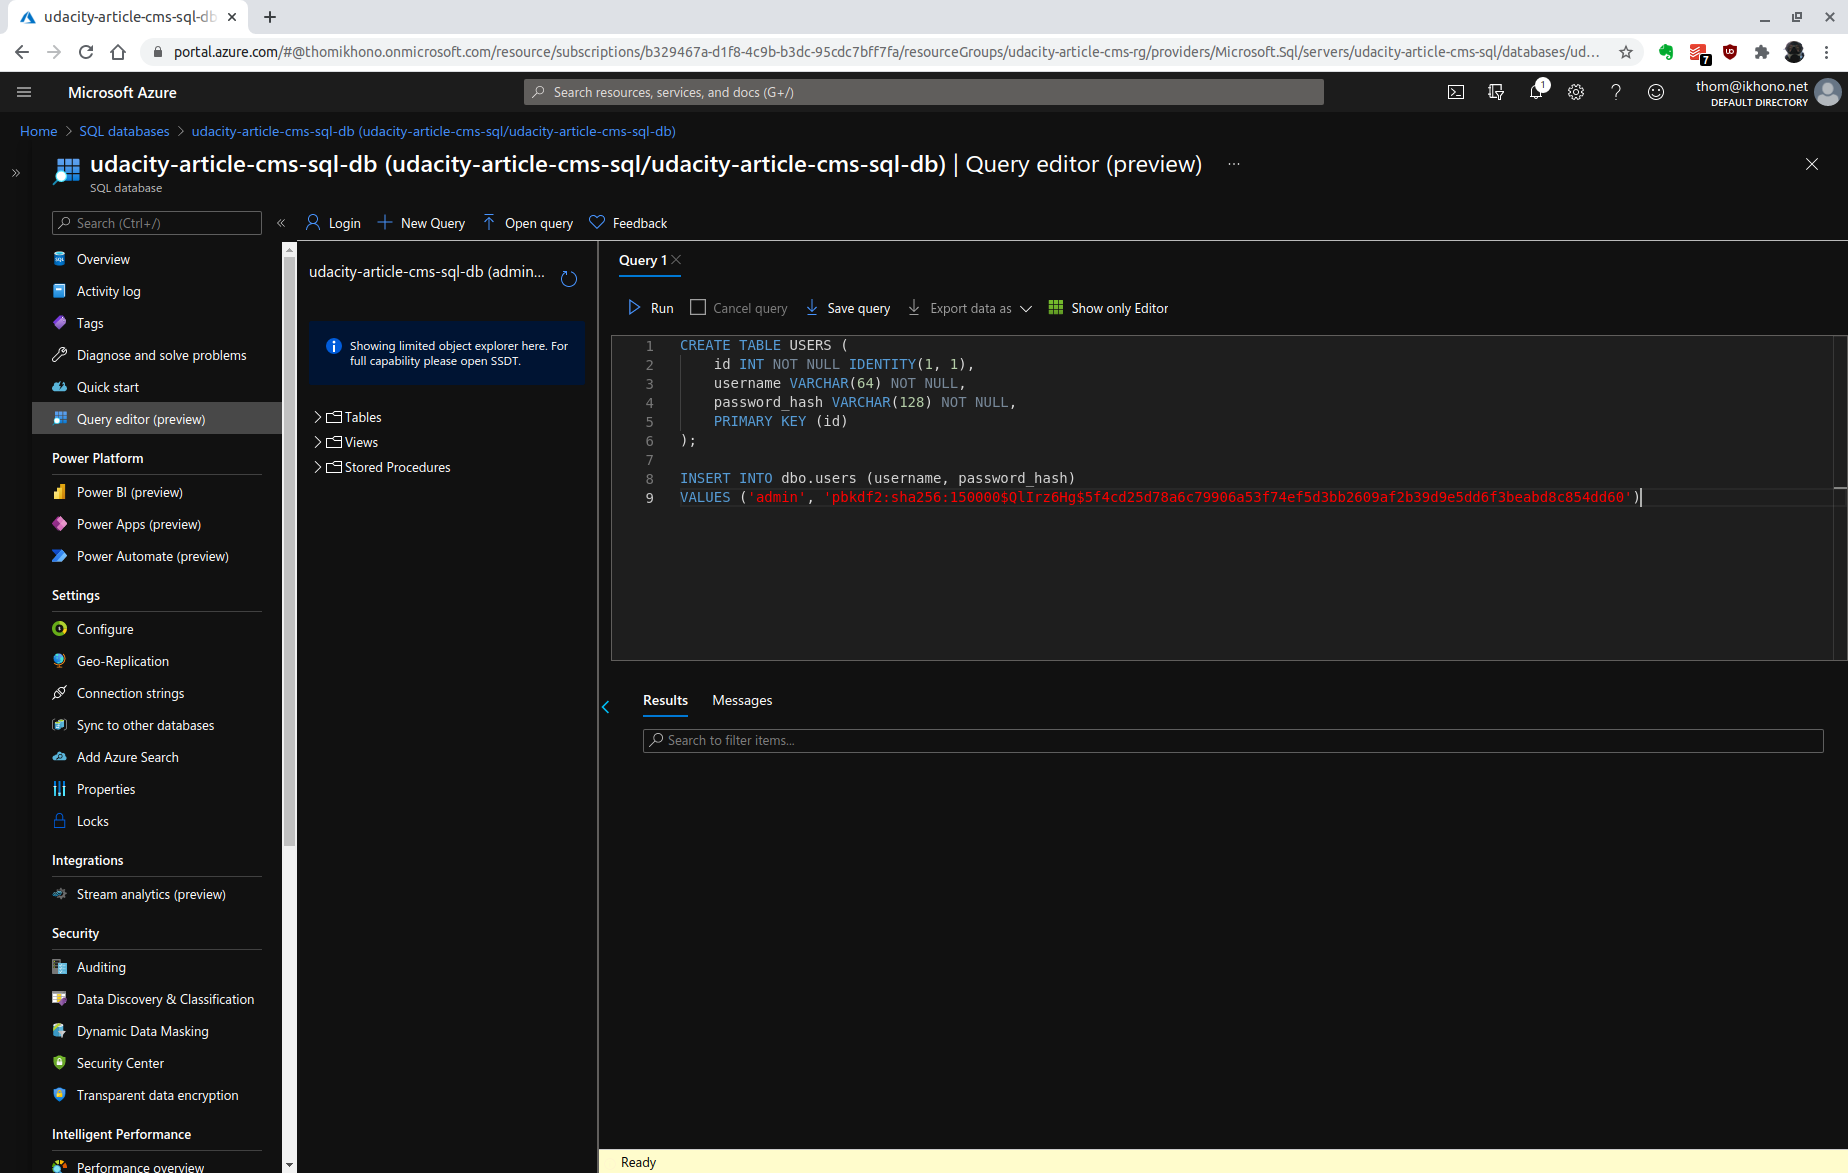 udacity-article-cms-sql-db
portal.azure.com/#@thomikhono.onmicrosoft.com/resource/subscriptions/b329467a-d1f8-4c9b-b3dc-95cdc7bff7fa/resourceGroups/udacity-article-cms-rg/providers/Microsoft.Sql/servers/udacity-article-cms-sql/databases/ud...
7
Microsoft Azure
Search resources, services, and docs (G+/)
1
thom@ikhono.net
DEFAULT DIRECTORY
Home > SQL databases > udacity-article-cms-sql-db (udacity-article-cms-sql/udacity-article-cms-sql-db)
udacity-article-cms-sql-db (udacity-article-cms-sql/udacity-article-cms-sql-db) | Query editor (preview) ...
SQL database
Search (Ctrl+/)
«
Login
New Query
Open query
Feedback
Overview
Activity log
Tags
Diagnose and solve problems
Quick start
Query editor (preview)
Power Platform
Power BI (preview)
Power Apps (preview)
Power Automate (preview)
Settings
Configure
Geo-Replication
Connection strings
Sync to other databases
Add Azure Search
Properties
Locks
Integrations
Stream analytics (preview)
Security
Auditing
Data Discovery & Classification
Dynamic Data Masking
Security Center
Transparent data encryption
Intelligent Performance
Performance overview
udacity-article-cms-sql-db (admin...
Showing limited object explorer here. For
full capability please open SSDT.
Tables
Views
Stored Procedures
Query 1
Run
Cancel query
Save query
Export data as
Show only Editor
1 CREATE TABLE USERS (
2 id INT NOT NULL IDENTITY(1, 1),
3 username VARCHAR(64) NOT NULL,
4 password_hash VARCHAR(128) NOT NULL,
5 PRIMARY KEY (id)
6 );
7
8 INSERT INTO dbo.users (username, password_hash)
9 VALUES ('admin', 'pbkdf2:sha256:150000$QlIrz6Hg$5f4cd25d78a6c79906a53f74ef5d3bb2609af2b39d9e5dd6f3beabd8c854dd60')
Results
Messages
Search to filter items...
Ready